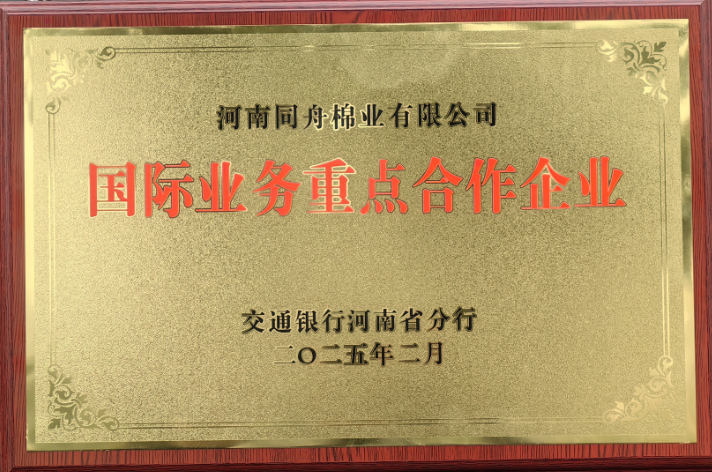 河南同舟棉业有限公司
国际业务重点合作企业
交通银行河南省分行
二〇二五年二月